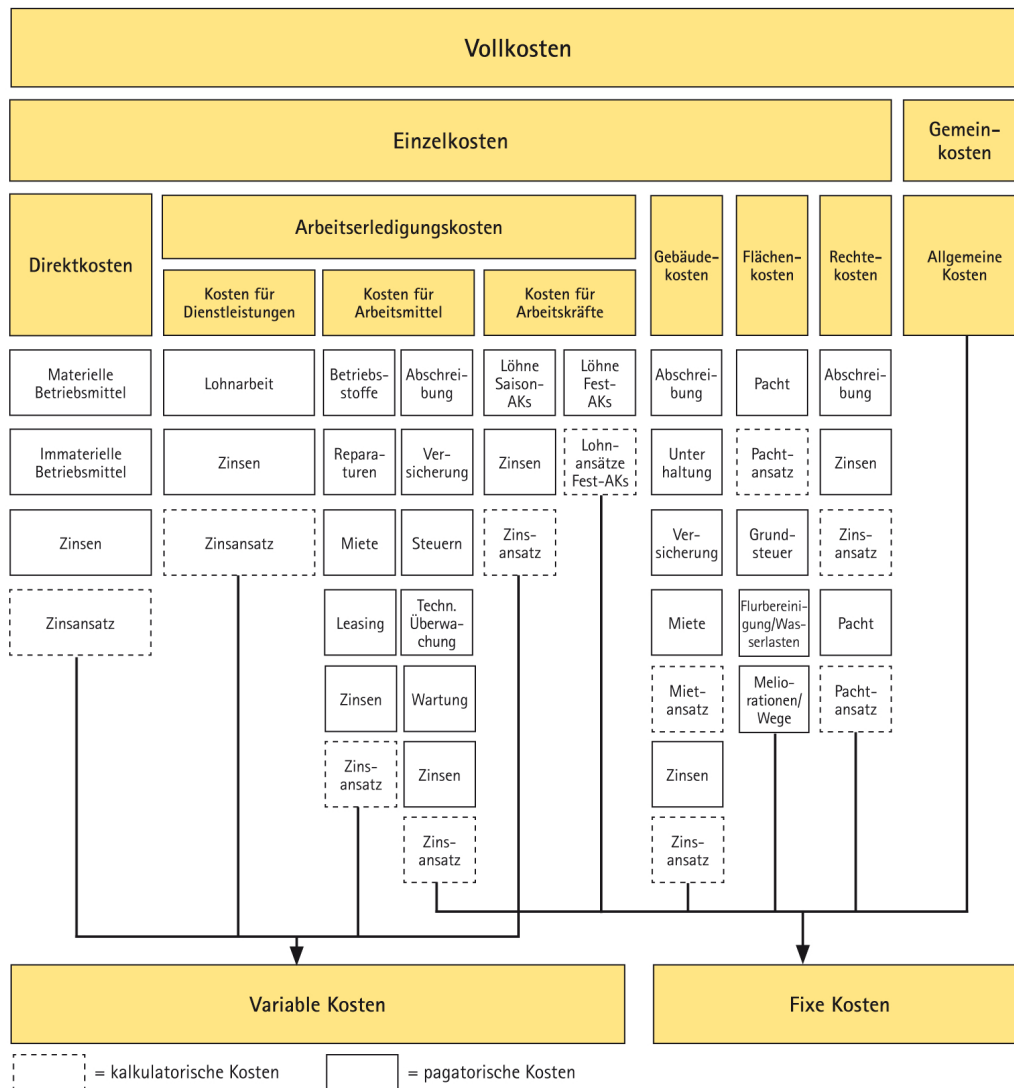 Vollkosten
Einzelkosten
Gemein-
kosten
Direktkosten
Arbeitserledigungskosten
Kosten für
Dienstleistungen
Kosten für
Arbeitsmittel
Kosten für
Arbeitskräfte
Gebäude-
kosten
Flächen-
kosten
Rechte-
kosten
Allgemeine
Kosten
Materielle
Betriebsmittel
Immaterielle
Betriebsmittel
Zinsen
Zinsansatz
Lohnarbeit
Zinsen
Zinsansatz
Betriebs-
stoffe
Repara-
turen
Miete
Leasing
Zinsen
Zins-
ansatz
Abschrei-
bung
Ver-
sicherung
Steuern
Techn.
Überwa-
chung
Wartung
Zinsen
Zins-
ansatz
Löhne
Saison-
AKs
Zinsen
Zins-
ansatz
Löhne
Fest-
AKs
Lohn-
ansätze
Fest-AKs
Abschrei-
bung
Unter
haltung
Ver-
sicherung
Miete
Miet-
ansatz
Zinsen
Zins-
ansatz
Pacht
Pacht-
ansatz
Grund-
steuer
Flurbereini-
gung/Was-
serlasten
Melio-
rationen/
Wege
Abschrei-
bung
Zinsen
Zins-
ansatz
Pacht
Pacht-
ansatz
Variable Kosten
Fixe Kosten
= kalkulatorische Kosten
= pagatorische Kosten